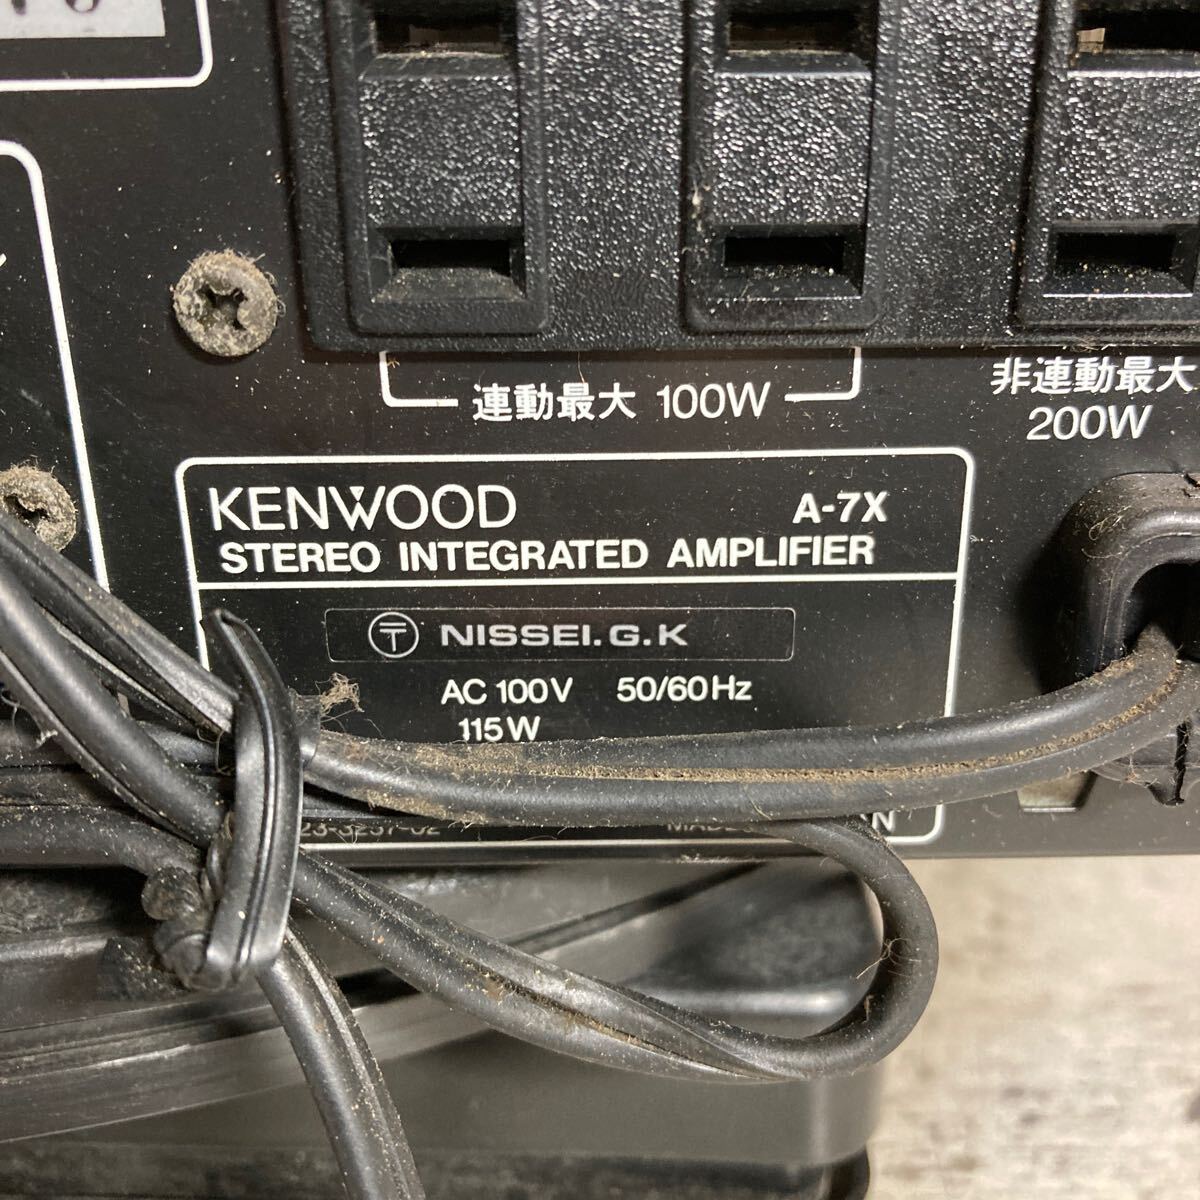 連動最大 100W
非連動最大
200W
KENWOOD A-7X
STEREO INTEGRATED AMPLIFIER
〒 NISSEI.G.K
AC 100V 50/60Hz
115W